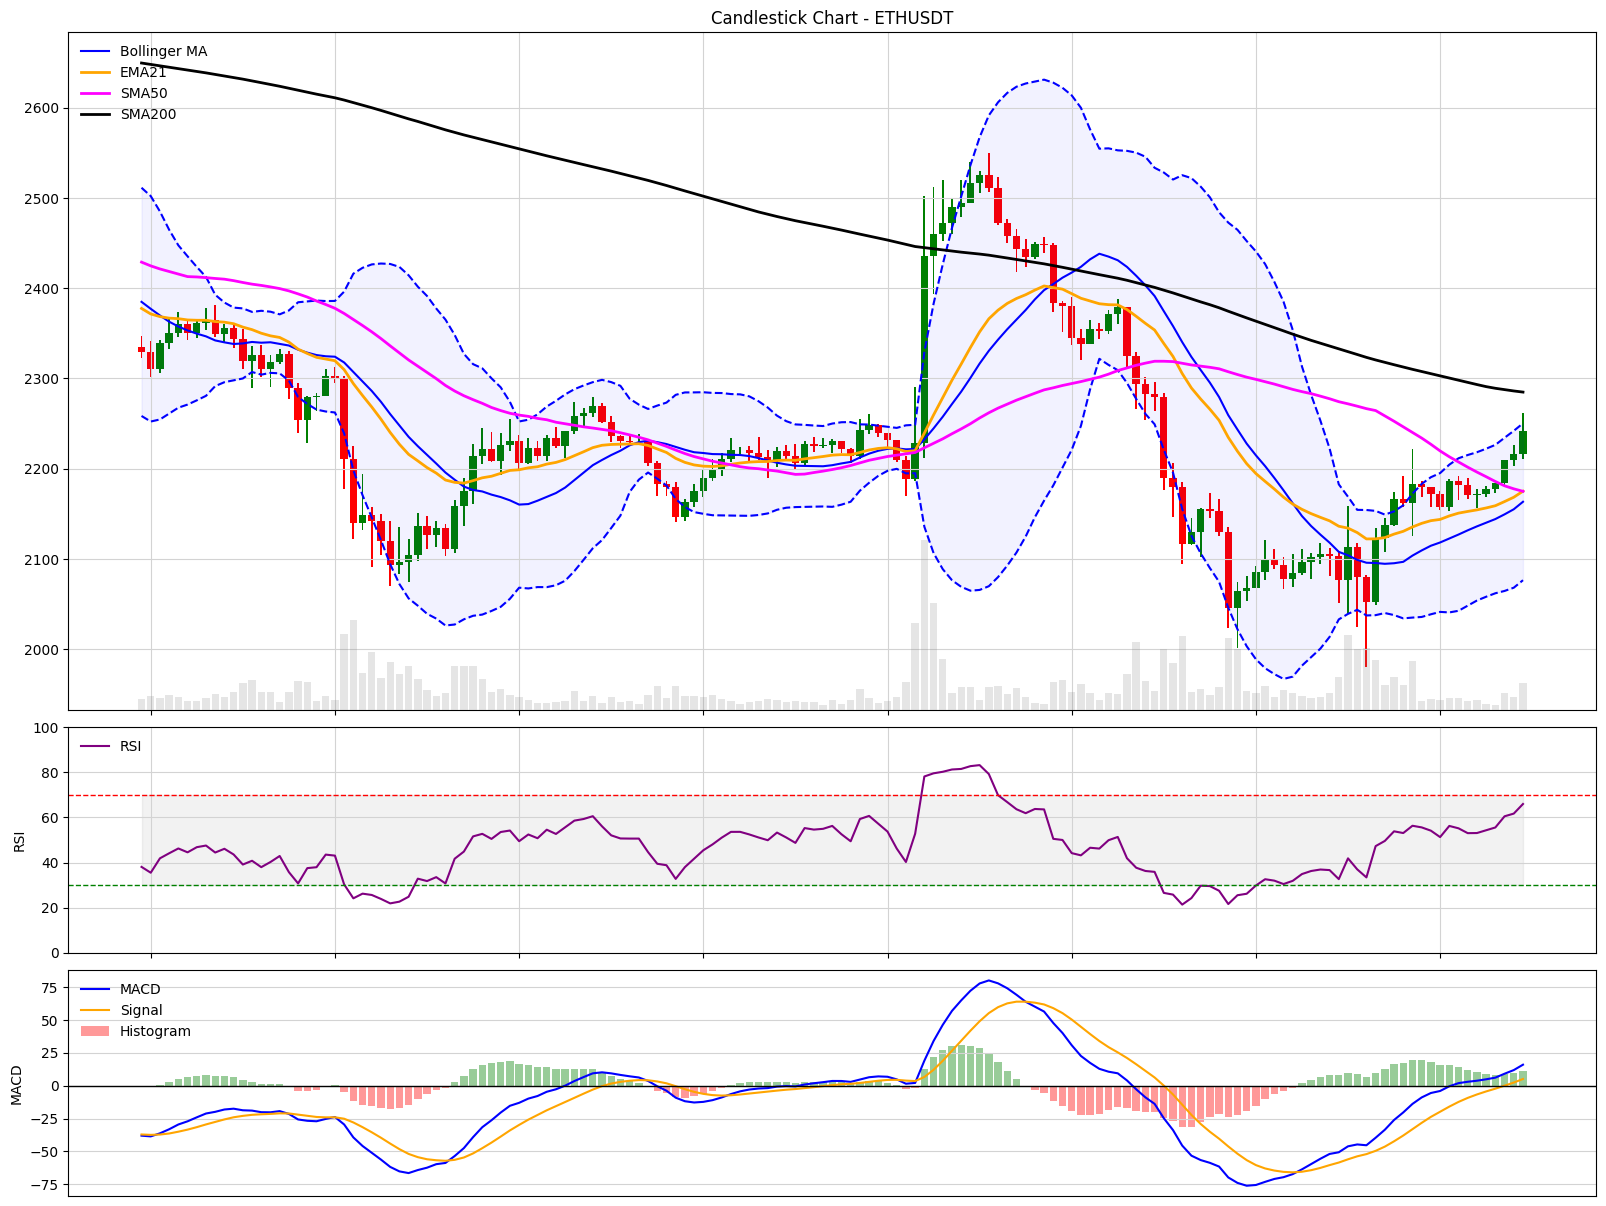 Candlestick Chart - ETHUSDT
Bollinger MA
EMA21
SMA50
SMA200
2600
2500
2400
2300
2200
2100
2000
RSI
100
80
60
40
20
0
RSI
MACD
Signal
Histogram
75
50
25
0
−25
−50
−75
MACD